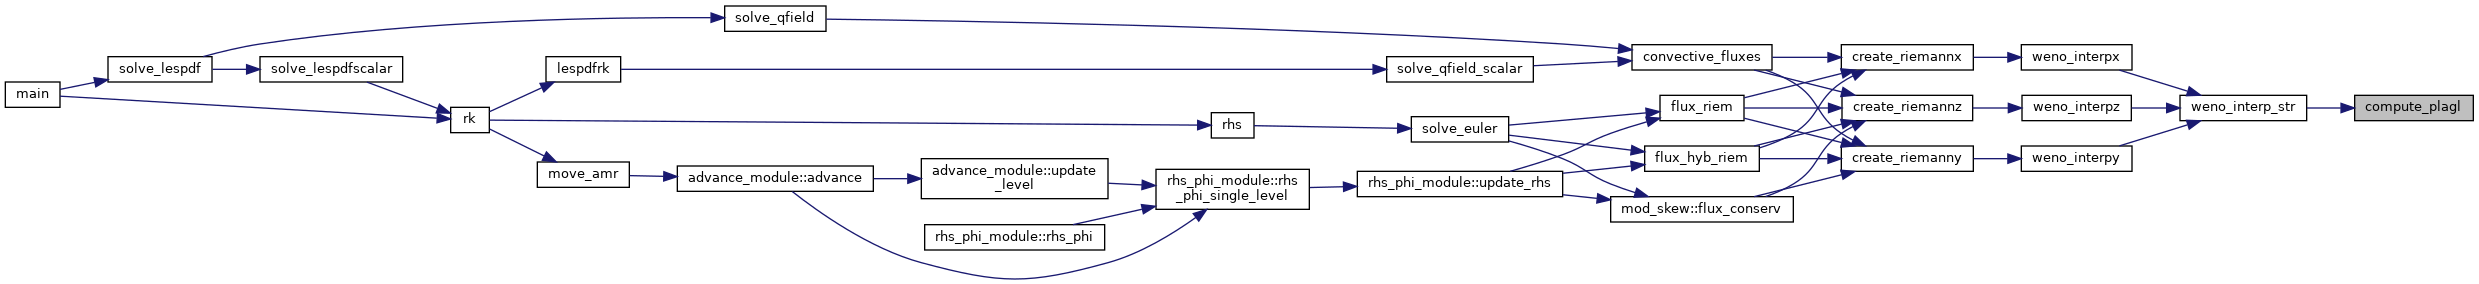 main
solve_lespdf
solve_lespdfscalar
rk
lespdfrk
move_amr
solve_qfield
advance_module::advance
advance_module::update
_level
rhs_phi_module::rhs_phi
rhs_phi_module::rhs
_phi_single_level
rhs
solve_qfield_scalar
solve_euler
rhs_phi_module::update_rhs
convective_fluxes
flux_riem
flux_hyb_riem
mod_skew::flux_conserv
create_riemannx
create_riemannz
create_riemanny
weno_interpx
weno_interpz
weno_interpy
weno_interp_str
compute_plagl